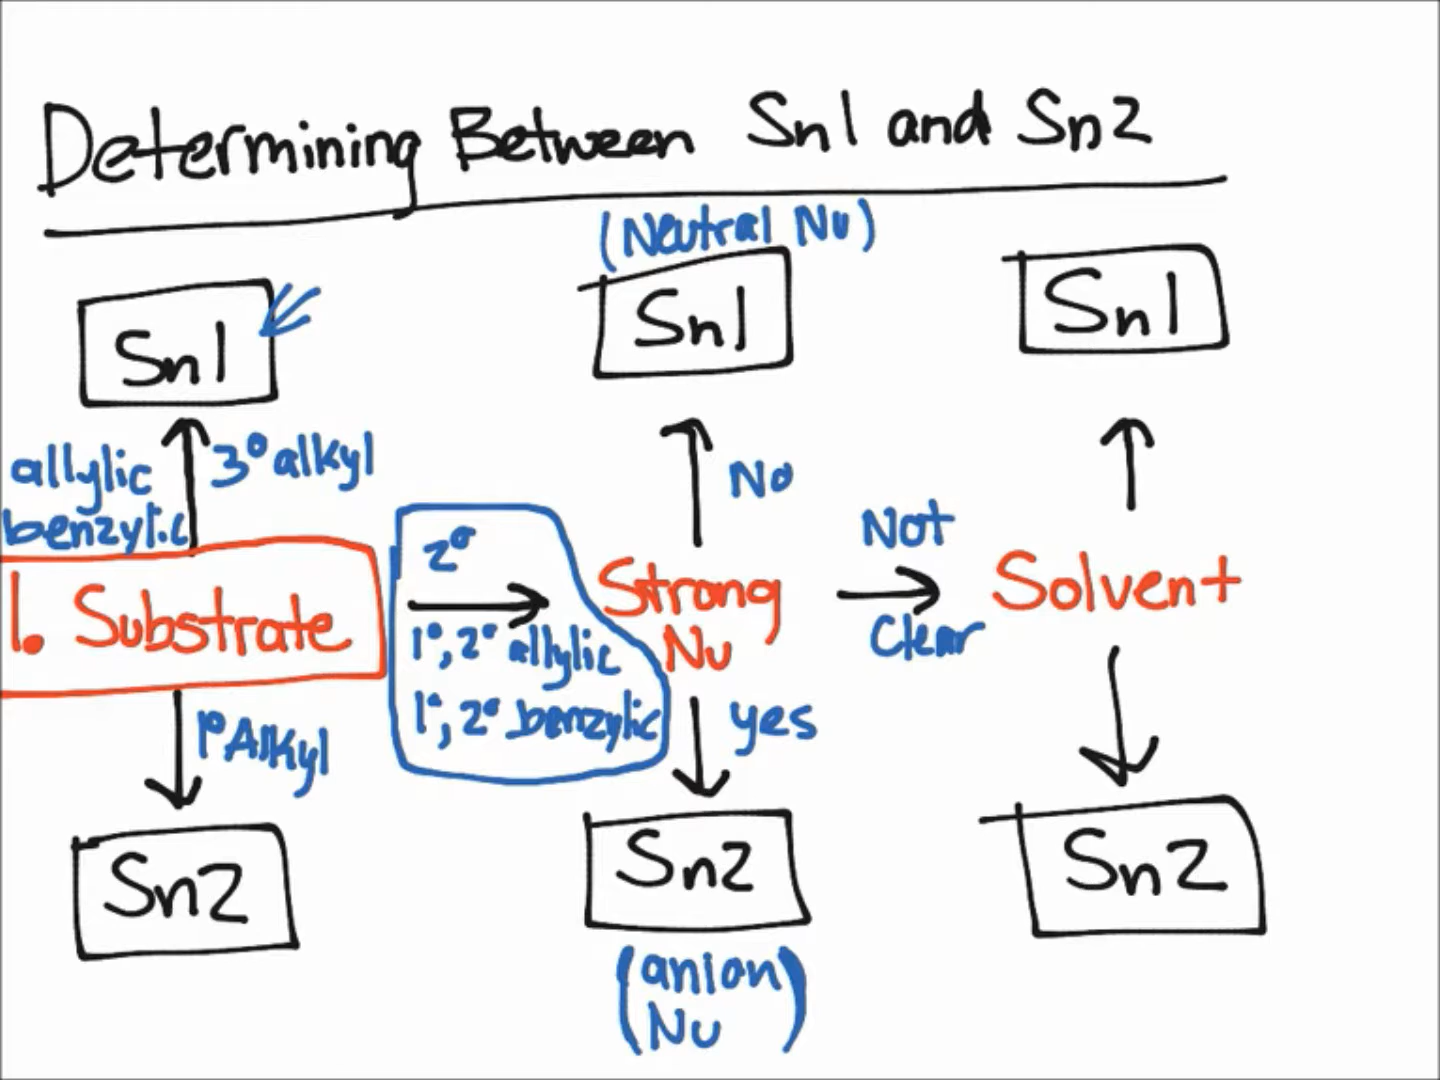 Determining Between Sn1 and Sn2
(Neutral Nu)
Sn1
Sn1
Sn1
allylic
benzylic
3° alkyl
No
1. Substrate
2°
1°, 2° allylic
1°, 2° benzylic
Strong
Nu
Not
Clear
Solvent
1° Alkyl
yes
Sn2
Sn2
Sn2
(anion
Nu)